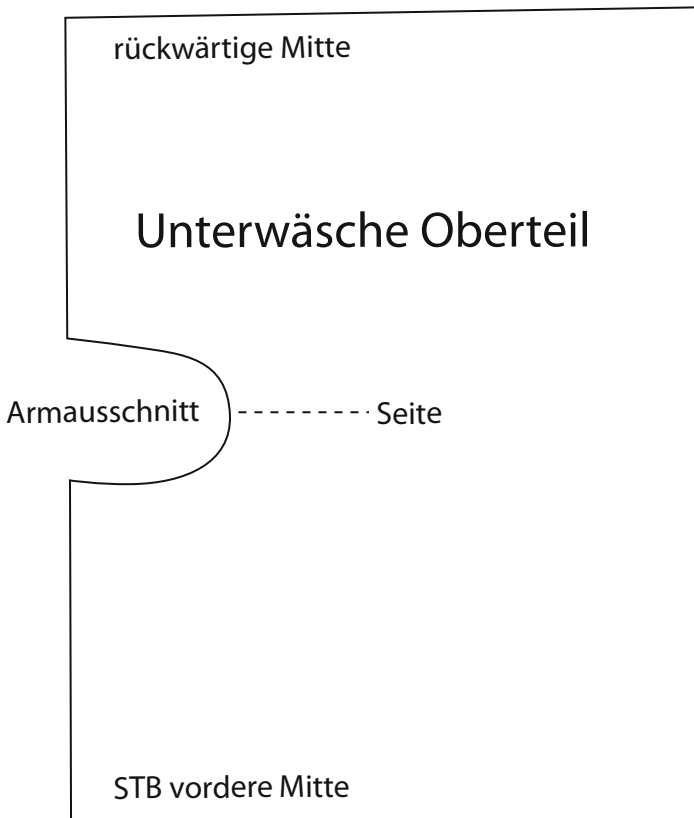 rückwärtige Mitte
Unterwäsche Oberteil
Armausschnitt
Seite
STB vordere Mitte